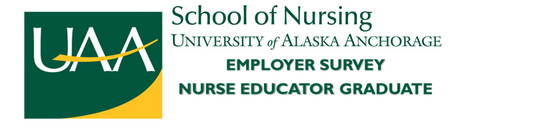 UAA
School of Nursing
UNIVERSITY of ALASKA ANCHORAGE
EMPLOYER SURVEY
NURSE EDUCATOR GRADUATE